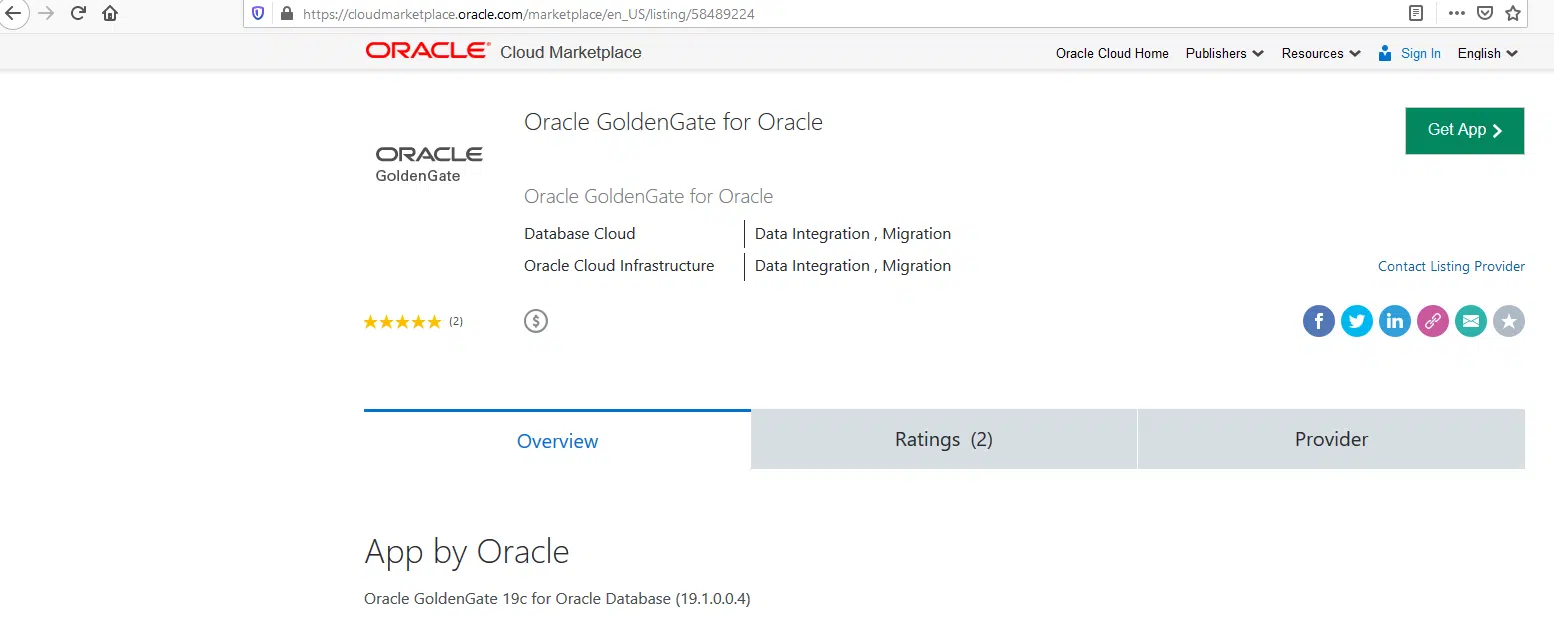 https://cloudmarketplace.oracle.com/marketplace/en_US/listing/58489224
ORACLE® Cloud Marketplace
Oracle Cloud Home Publishers Resources Sign In English
Oracle GoldenGate for Oracle
Get App
ORACLE
GoldenGate
Oracle GoldenGate for Oracle
Database Cloud Data Integration , Migration
Oracle Cloud Infrastructure Data Integration , Migration
Contact Listing Provider
(2) $
f in
Overview Ratings (2) Provider
App by Oracle
Oracle GoldenGate 19c for Oracle Database (19.1.0.0.4)